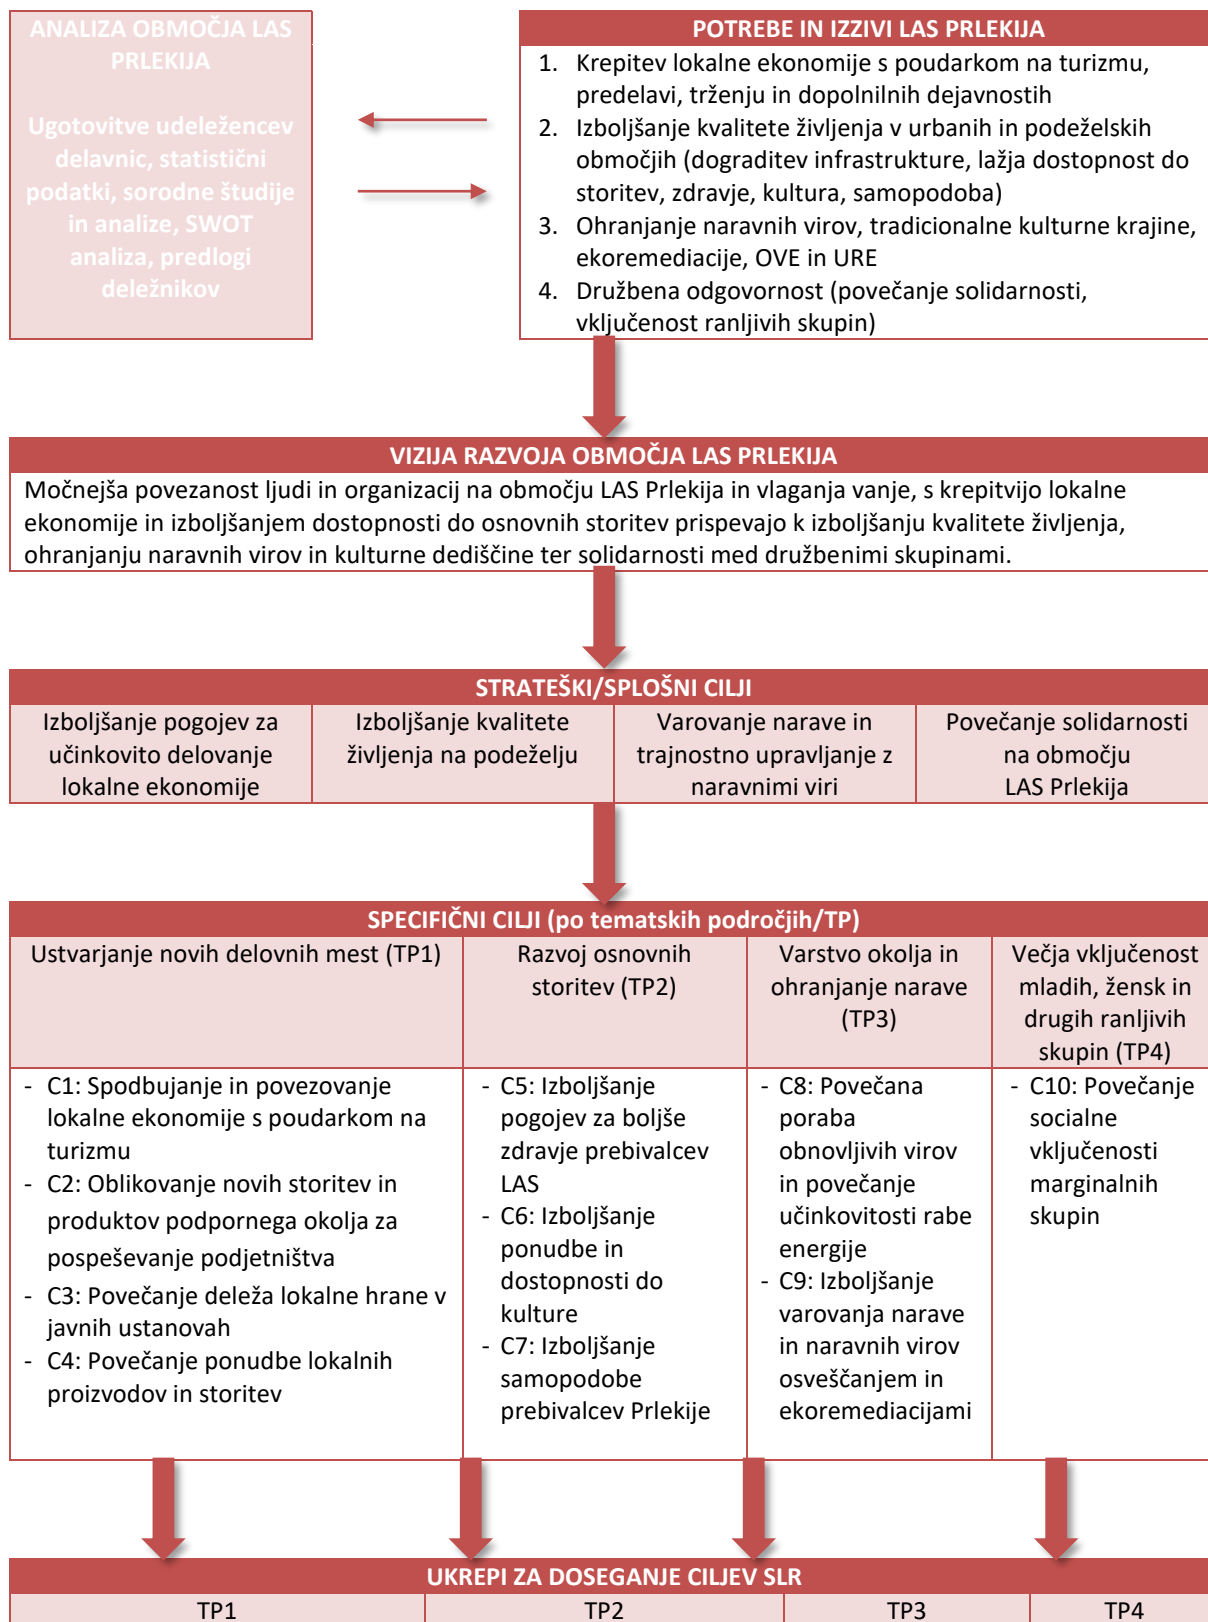 ANALIZA OBMOČJA LAS
PRLEKIJA
Ugotovitve udeležencev
delavnic, statistični
podatki, sorodne študije
in analize, SWOT
analiza, predlogi
deležnikov
POTREBE IN IZZIVI LAS PRLEKIJA
1. Krepitev lokalne ekonomije s poudarkom na turizmu,
predelavi, trženju in dopolnilnih dejavnostih
2. Izboljšanje kvalitete življenja v urbanih in podeželskih
območjih (dograditev infrastrukture, lažja dostopnost do
storitev, zdravje, kultura, samopodoba)
3. Ohranjanje naravnih virov, tradicionalne kulturne krajine,
ekoremediacije, OVE in URE
4. Družbena odgovornost (povečanje solidarnosti,
vključenost ranljivih skupin)
VIZIJA RAZVOJA OBMOČJA LAS PRLEKIJA
Močnejša povezanost ljudi in organizacij na območju LAS Prlekija in vlaganja vanje, s krepitvijo lokalne
ekonomije in izboljšanjem dostopnosti do osnovnih storitev prispevajo k izboljšanju kvalitete življenja,
ohranjanju naravnih virov in kulturne dediščine ter solidarnosti med družbenimi skupinami.
STRATEŠKI/SPLOŠNI CILJI
Izboljšanje pogojev za
učinkovito delovanje
lokalne ekonomije
Izboljšanje kvalitete
življenja na podeželju
Varovanje narave in
trajnostno upravljanje z
naravnimi viri
Povečanje solidarnosti
na območju
LAS Prlekija
SPECIFIČNI CILJI (po tematskih področjih/TP)
Ustvarjanje novih delovnih mest (TP1)
Razvoj osnovnih
storitev (TP2)
Varstvo okolja in
ohranjanje narave
(TP3)
Večja vključenost
mladih, žensk in
drugih ranljivih
skupin (TP4)
- C1: Spodbujanje in povezovanje
lokalne ekonomije s poudarkom na
turizmu
- C2: Oblikovanje novih storitev in
produktov podpornega okolja za
pospeševanje podjetništva
- C3: Povečanje deleža lokalne hrane v
javnih ustanovah
- C4: Povečanje ponudbe lokalnih
proizvodov in storitev
- C5: Izboljšanje
pogojev za boljše
zdravje prebivalcev
LAS
- C6: Izboljšanje
ponudbe in
dostopnosti do
kulture
- C7: Izboljšanje
samopodobe
prebivalcev Prlekije
- C8: Povečana
poraba
obnovljivih virov
in povečanje
učinkovitosti rabe
energije
- C9: Izboljšanje
varovanja narave
in naravnih virov
osveščanjem in
ekoremediacijami
- C10: Povečanje
socialne
vključenosti
marginalnih
skupin
UKREPI ZA DOSEGANJE CILJEV SLR
TP1
TP2
TP3
TP4